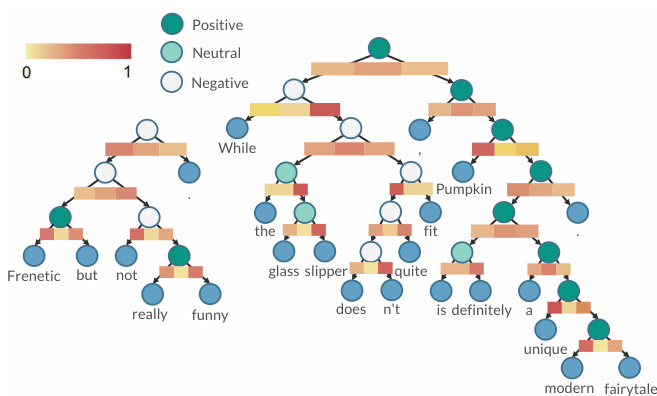 Positive
Neutral
Negative
0 1
While
,
Pumpkin
.
the
fit
.
glass slipper
quite
Frenetic but not
is definitely
a
does n't
really funny
unique
modern fairytale